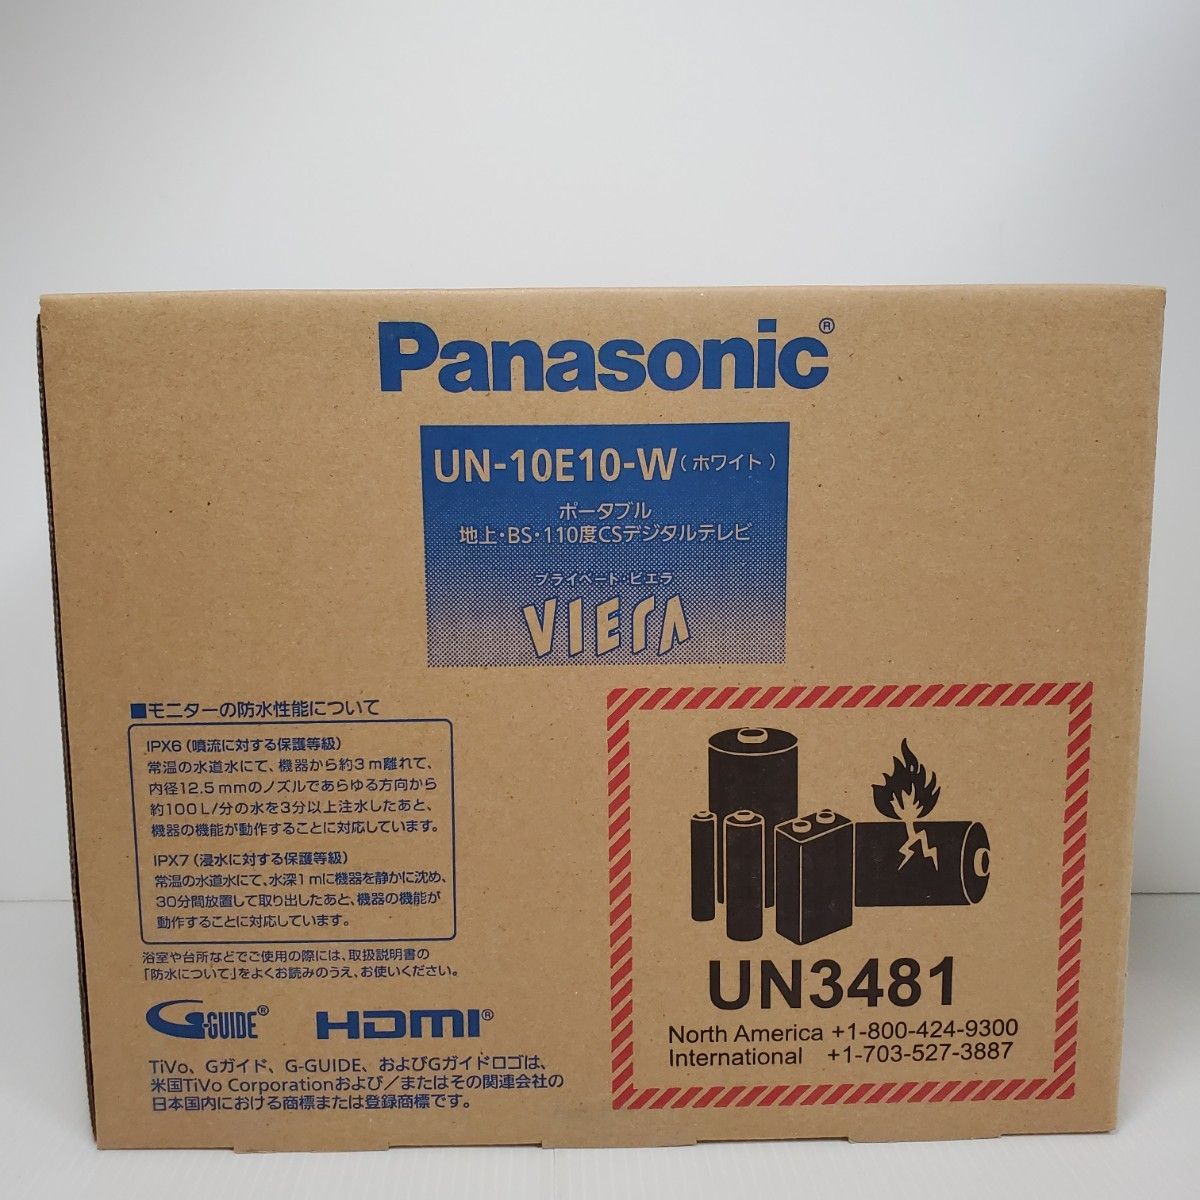 Panasonic®
UN-10E10-W(ホワイト)
ポータブル
地上・BS・110度CSデジタルテレビ
プライベート・ビエラ
VIErA
■モニターの防水性能について
IPX6(噴流に対する保護等級)
常温の水道水にて、機器から約3m離れて、
内径12.5mmのノズルであらゆる方向から
約100L/分の水を3分以上注水したあと、
機器の機能が動作することに対応しています。
IPX7(浸水に対する保護等級)
常温の水道水にて、水深1mに機器を静かに沈め、
30分間放置して取り出したあと、機器の機能が
動作することに対応しています。
浴室や台所などでご使用の際には、取扱説明書の
「防水について」をよくお読みのうえ、お使いください。
G-GUIDE® HDMI®
TiVo、Gガイド、G-GUIDE、およびGガイドロゴは、
米国TiVo Corporationおよび/またはその関連会社の
日本国内における商標または登録商標です。
UN3481
North America +1-800-424-9300
International +1-703-527-3887